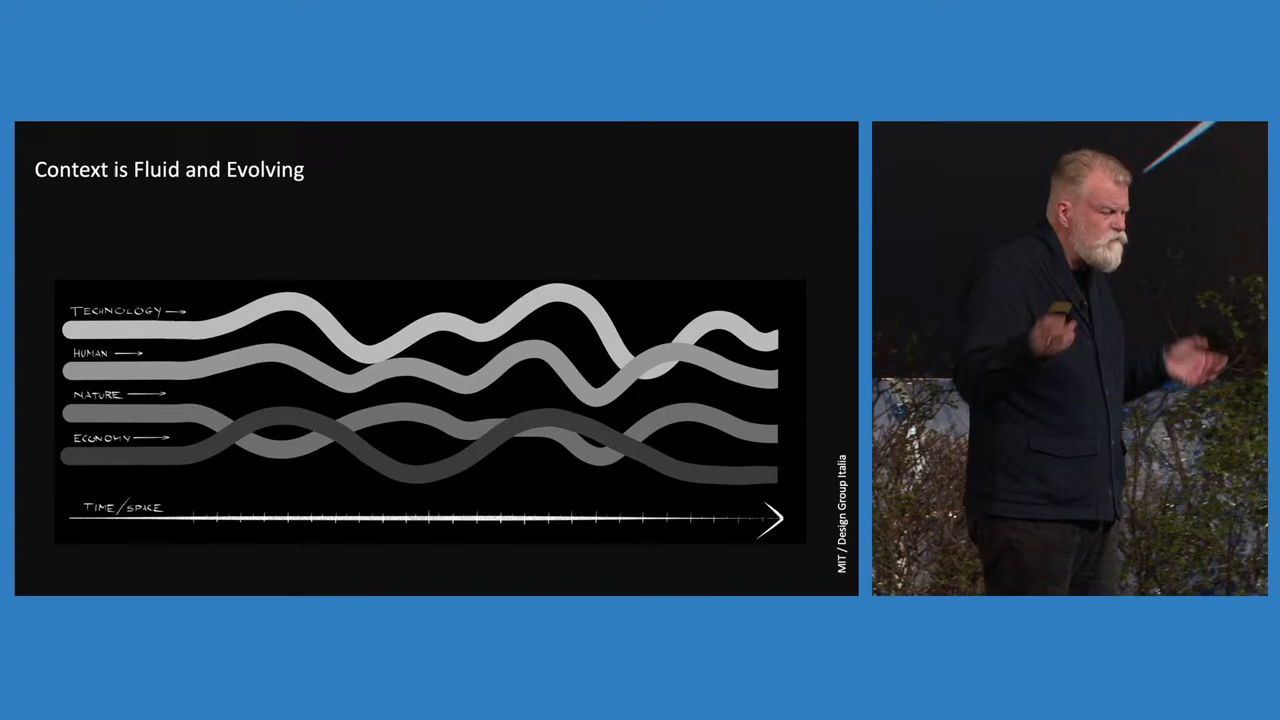 Context is Fluid and Evolving
TECHNOLOGY
HUMAN
NATURE
ECONOMY
TIME/SPACE
MIT / Design Group Italia